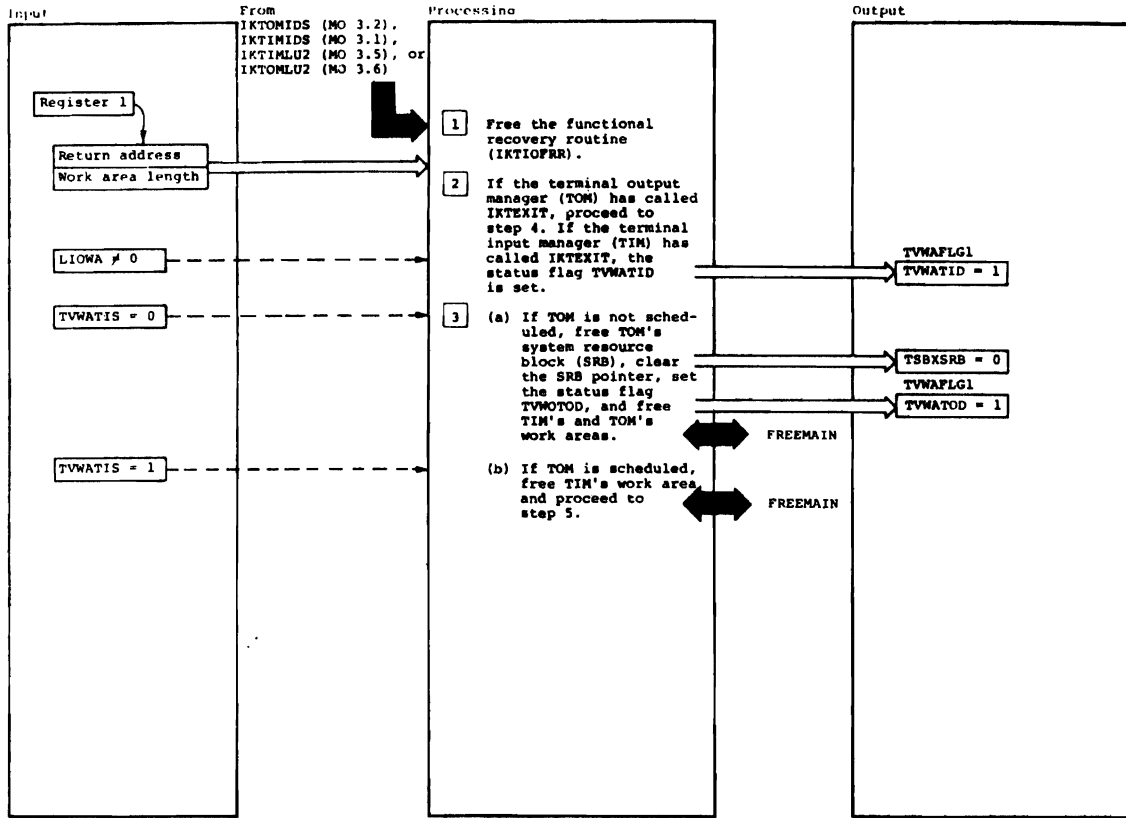 Input
From
IKTOMIDS (MO 3.2),
IKTIMIDS (MO 3.1),
IKTIMLU2 (MO 3.5), or
IKTOMLU2 (MO 3.6)
Processing
Output
Register 1
Return address
Work area length
LIOWA ≠ 0
TVWATIS = 0
TVWATIS = 1
1 Free the functional
recovery routine
(IKTIOFRR).
2 If the terminal output
manager (TOM) has called
IKTEXIT, proceed to
step 4. If the terminal
input manager (TIM) has
called IKTEXIT, the
status flag TVWATID
is set.
3 (a) If TOM is not sched-
uled, free TOM's
system resource
block (SRB), clear
the SRB pointer, set
the status flag
TVWOTOD, and free
TIM's and TOM's
work areas.
(b) If TOM is scheduled,
free TIM's work area
and proceed to
step 5.
FREEMAIN
FREEMAIN
TVWAFLG1
TVWATID = 1
TSBXSRB = 0
TVWAFLG1
TVWATOD = 1